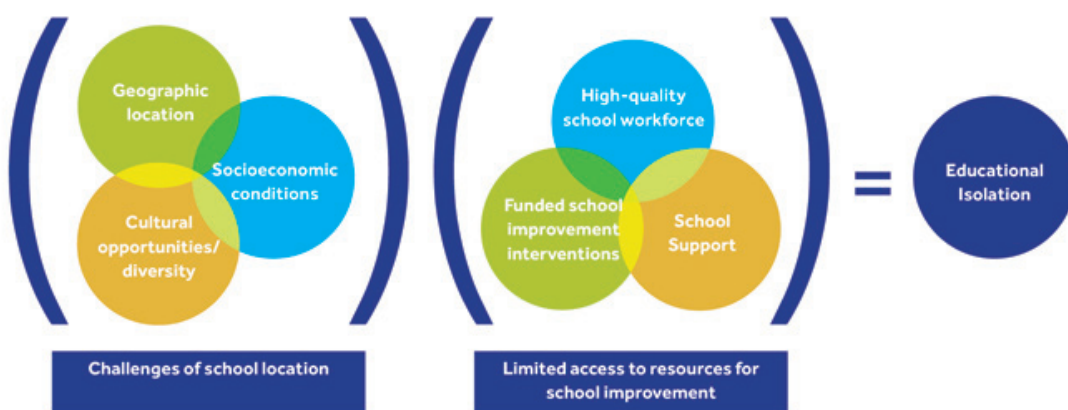 Geographic
location
Socioeconomic
conditions
Cultural
opportunities/
diversity
High-quality
school workforce
Funded school
improvement
interventions
School
Support
=
Educational
Isolation
Challenges of school location
Limited access to resources for
school improvement